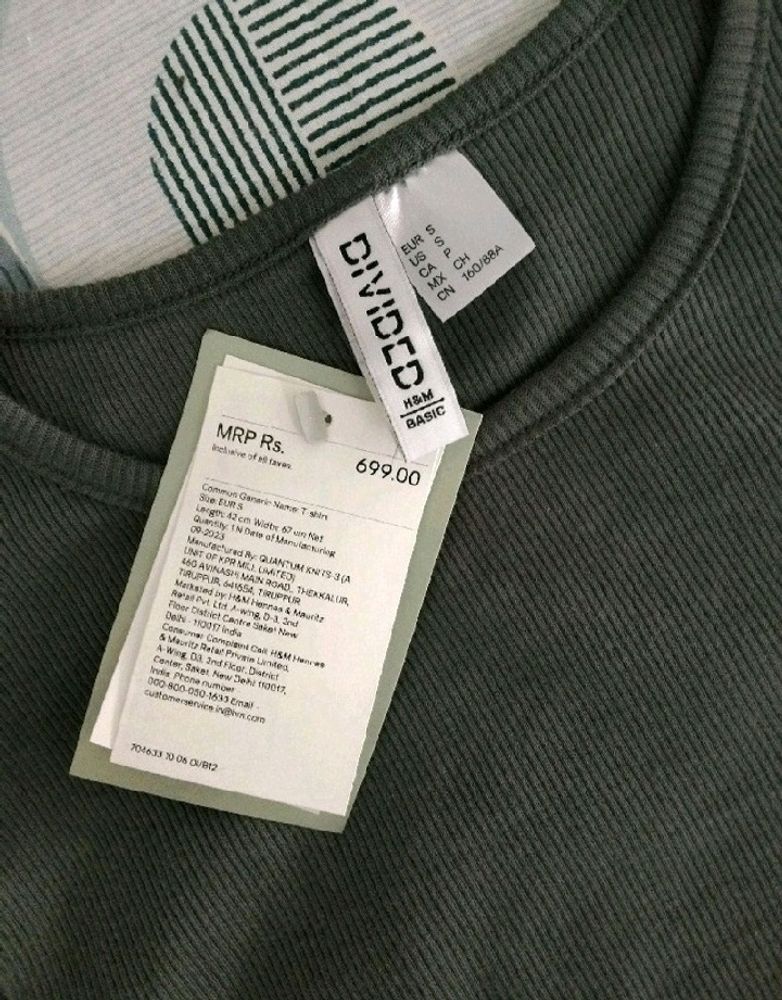 EUR S
US S
CA P
MX CH
CN 160/88A
DIVIDED
H&M
BASIC
MRP Rs.
Inclusive of all taxes.
699.00
Common Generic Name: T-shirt
Size: EUR S
Length: 42 cm Width: 67 cm Net
Quantity: 1 N Date of Manufacturing
09-2023
Manufactured By: QUANTUM KNITS-3 (A
UNIT OF KPR MILL LIMITED)
460 AVINASHI MAIN ROAD,, THEKKALUR,
TIRUPPUR, 641654, TIRUPPUR
Marketed by: H&M Hennes & Mauritz
Retail Pvt. Ltd, A-wing, D-3, 2nd
Floor District Centre Saket New
Delhi - 110017 India
Consumer Complaint Cell, H&M Hennes
& Mauritz Retail Private Limited,
A-Wing, D3, 2nd Floor, District
Center, Saket, New Delhi 110017,
India, Phone number
000-800-050-1633 Email -
customerservice.in@hm.com
704633 10 06 01/B12